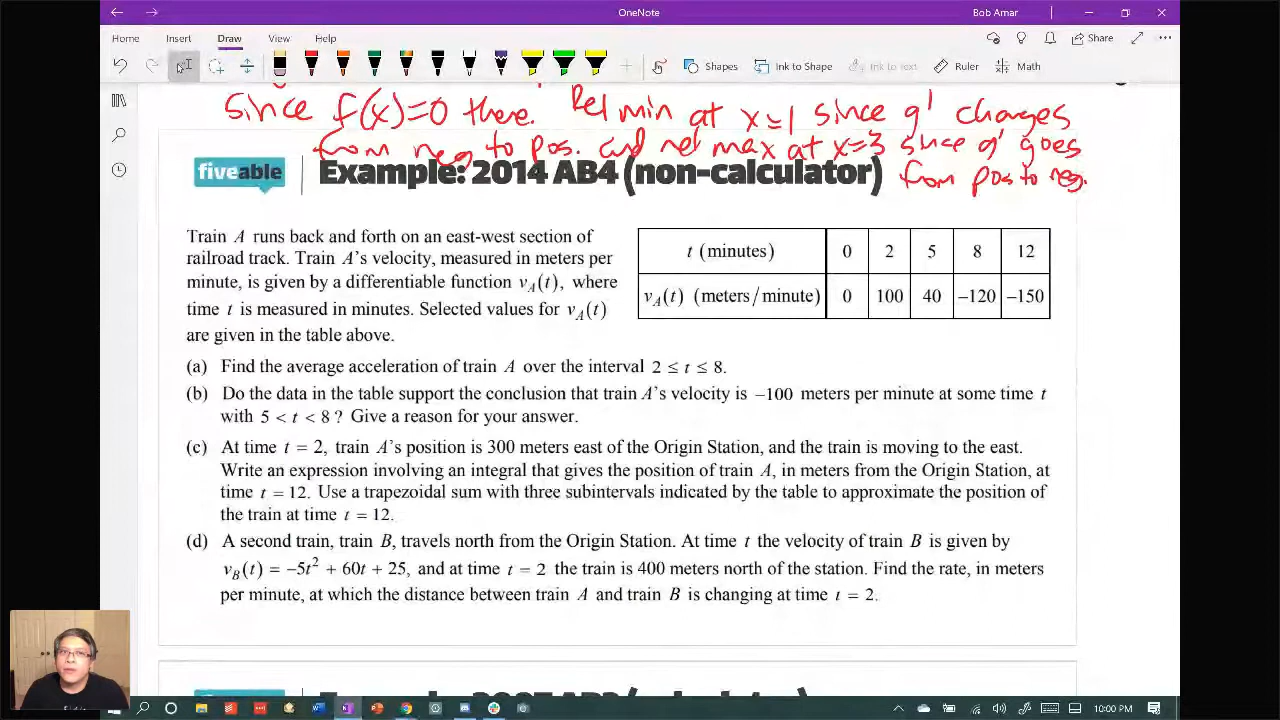 OneNote
Bob Amar
Home Insert Draw View Help
Share
Shapes Ink to Shape Ink to Text Ruler Math
since f(x)=0 there. Rel min at x=1 since g' changes
from neg to pos. and rel max at x=3 since g' goes
from pos to neg.
fiveable
Example: 2014 AB4 (non-calculator)
Train A runs back and forth on an east-west section of
railroad track. Train A's velocity, measured in meters per
minute, is given by a differentiable function v_A(t), where
time t is measured in minutes. Selected values for v_A(t)
are given in the table above.
t (minutes) 0 2 5 8 12
v_A(t) (meters/minute) 0 100 40 −120 −150
(a) Find the average acceleration of train A over the interval 2 ≤ t ≤ 8.
(b) Do the data in the table support the conclusion that train A's velocity is −100 meters per minute at some time t
with 5 < t < 8 ? Give a reason for your answer.
(c) At time t = 2, train A's position is 300 meters east of the Origin Station, and the train is moving to the east.
Write an expression involving an integral that gives the position of train A, in meters from the Origin Station, at
time t = 12. Use a trapezoidal sum with three subintervals indicated by the table to approximate the position of
the train at time t = 12.
(d) A second train, train B, travels north from the Origin Station. At time t the velocity of train B is given by
v_B(t) = −5t² + 60t + 25, and at time t = 2 the train is 400 meters north of the station. Find the rate, in meters
per minute, at which the distance between train A and train B is changing at time t = 2.
fiveable
Example: 2007 AB3 (calculator)
10:00 PM